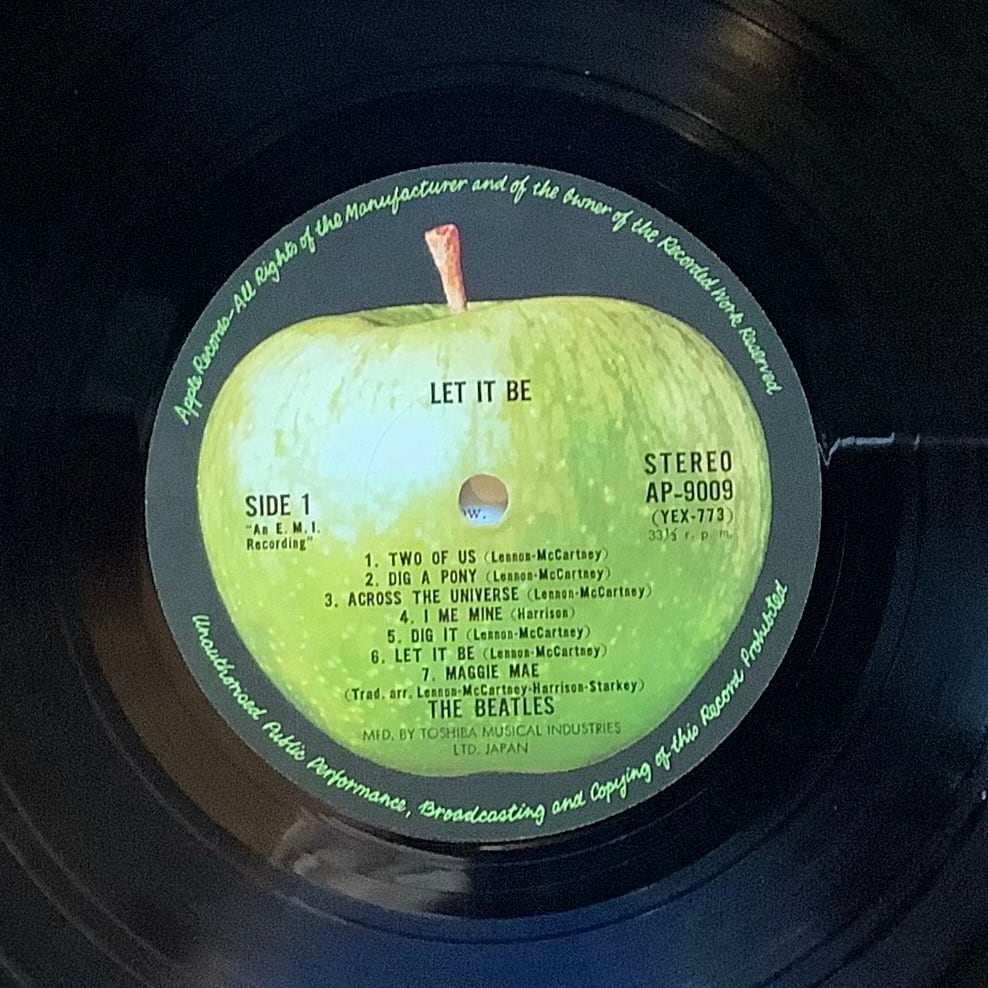 Apple Records-All Rights of the Manufacturer and of the Owner of the Recorded Work Reserved
LET IT BE
STEREO
AP-9009
(YEX-773)
33⅓ r. p. m.
SIDE 1
"An E. M. I.
Recording"
1. TWO OF US (Lennon-McCartney)
2. DIG A PONY (Lennon-McCartney)
3. ACROSS THE UNIVERSE (Lennon-McCartney)
4. I ME MINE (Harrison)
5. DIG IT (Lennon-McCartney)
6. LET IT BE (Lennon-McCartney)
7. MAGGIE MAE
(Trad. arr. Lennon-McCartney-Harrison-Starkey)
THE BEATLES
MFD. BY TOSHIBA MUSICAL INDUSTRIES
LTD. JAPAN
Unauthorised Public Performance, Broadcasting and Copying of this Record Prohibited